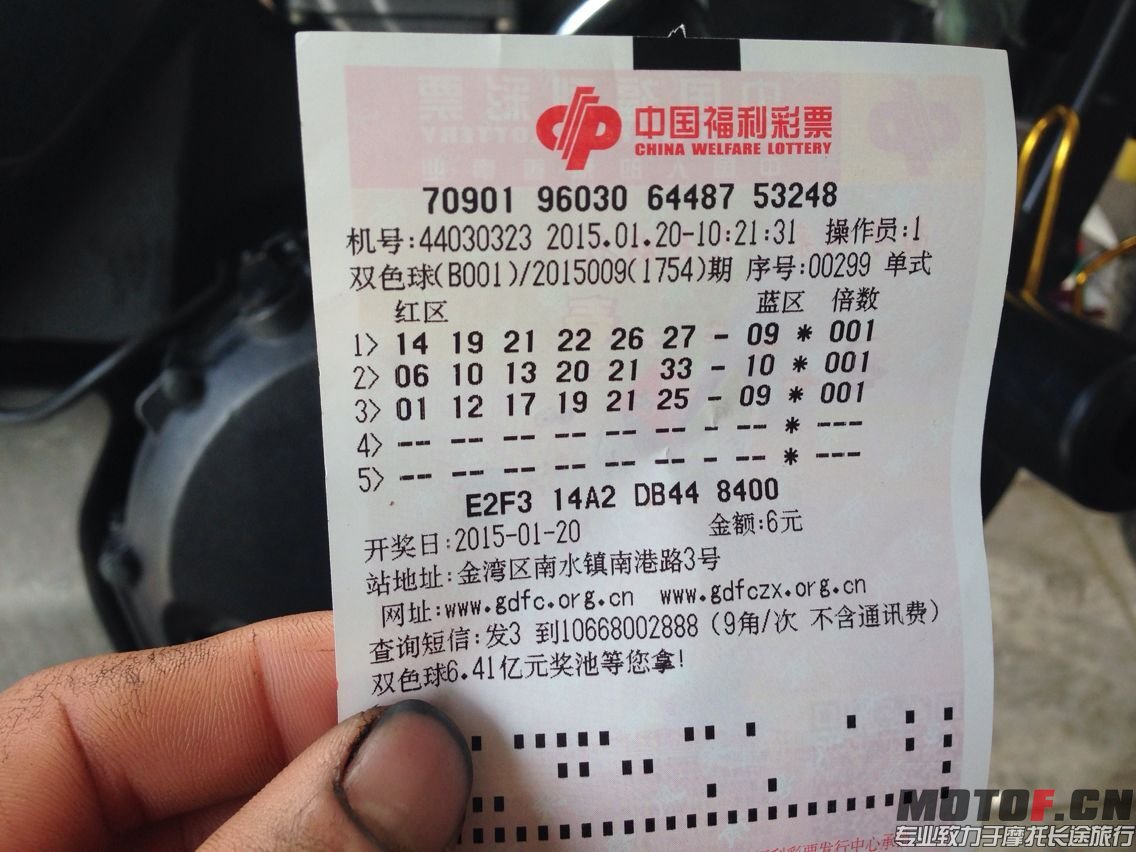 中国福利彩票
CHINA WELFARE LOTTERY
70901 96030 64487 53248
机号:44030323 2015.01.20-10:21:31 操作员:1
双色球(B001)/2015009(1754)期 序号:00299 单式
红区 蓝区 倍数
1> 14 19 21 22 26 27 - 09 * 001
2> 06 10 13 20 21 33 - 10 * 001
3> 01 12 17 19 21 25 - 09 * 001
4> -- -- -- -- -- -- - -- * ---
5> -- -- -- -- -- -- - -- * ---
E2F3 14A2 DB44 8400
开奖日:2015-01-20 金额:6元
站地址:金湾区南水镇南港路3号
网址:www.gdfc.org.cn www.gdfczx.org.cn
查询短信:发3 到10668002888(9角/次 不含通讯费)
双色球6.41亿元奖池等您拿!
MOTOF.CN
专业致力于摩托长途旅行
利彩票发行中心承